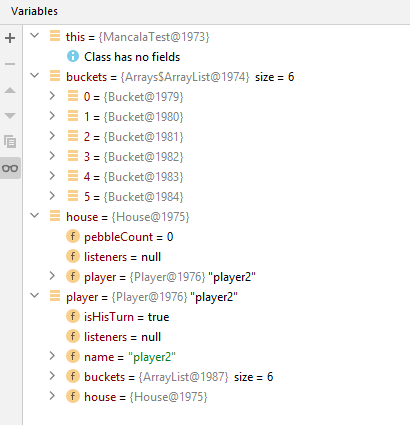 Variables
this = {MancalaTest@1973}
Class has no fields
buckets = {Arrays$ArrayList@1974} size = 6
0 = {Bucket@1979}
1 = {Bucket@1980}
2 = {Bucket@1981}
3 = {Bucket@1982}
4 = {Bucket@1983}
5 = {Bucket@1984}
house = {House@1975}
pebbleCount = 0
listeners = null
player = {Player@1976} "player2"
player = {Player@1976} "player2"
isHisTurn = true
listeners = null
name = "player2"
buckets = {ArrayList@1987} size = 6
house = {House@1975}